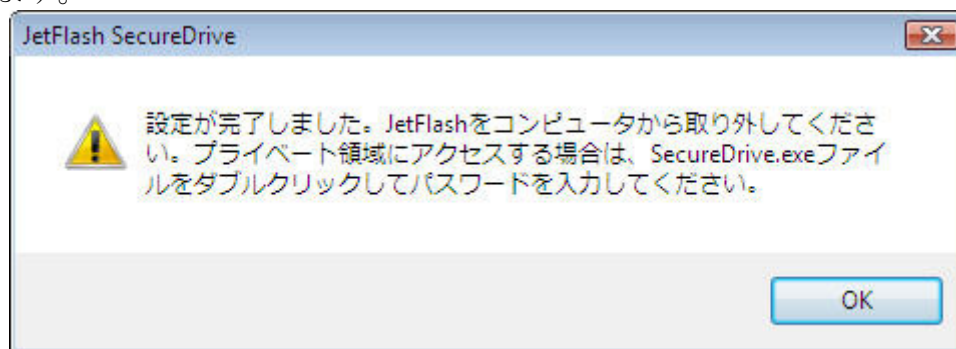 ます。
JetFlash SecureDrive
設定が完了しました。JetFlashをコンピュータから取り外してくださ
い。プライベート領域にアクセスする場合は、SecureDrive.exeファイ
ルをダブルクリックしてパスワードを入力してください。
OK